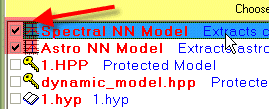 Choose
Spectral NN Model Extracts c
Astro NN Model Extracts astro
1.HPP Protected Model
dynamic_model.hpp Protecte
1.hyp 1.hyp